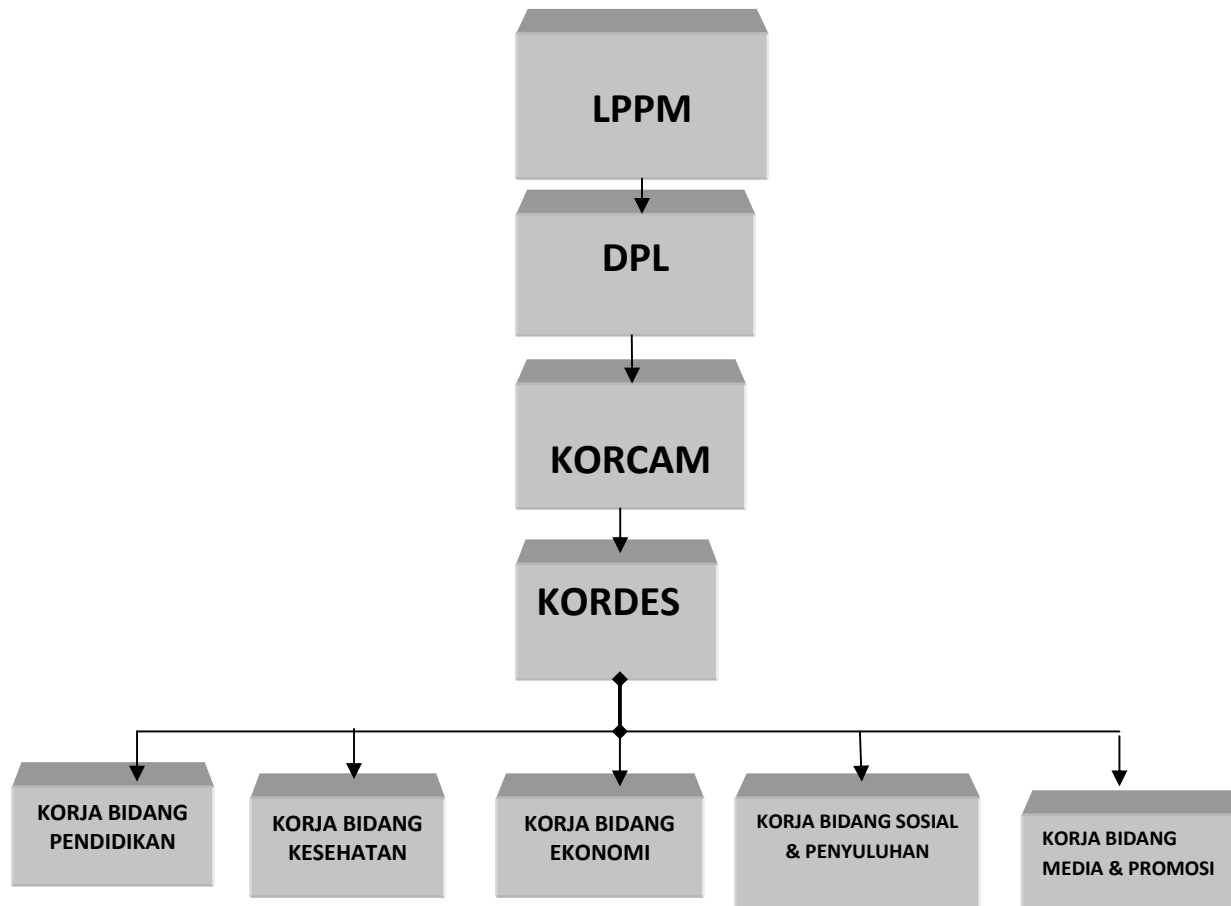 LPPM
DPL
KORCAM
KORDES
KORJA BIDANG
PENDIDIKAN
KORJA BIDANG
KESEHATAN
KORJA BIDANG
EKONOMI
KORJA BIDANG SOSIAL
& PENYULUHAN
KORJA BIDANG
MEDIA & PROMOSI